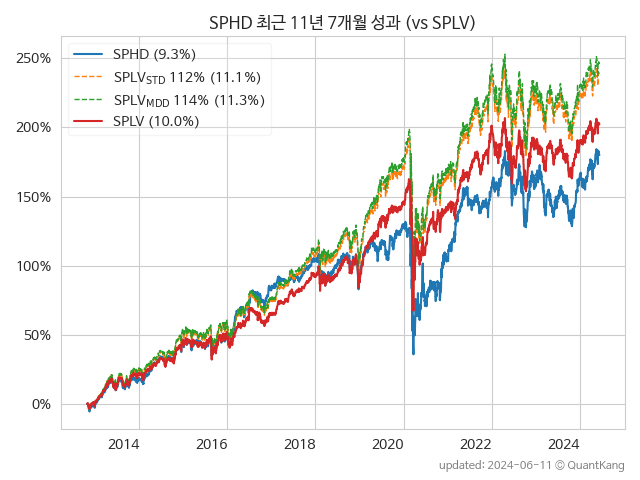 SPHD 최근 11년 7개월 성과 (vs SPLV)
SPHD (9.3%)
SPLV_STD 112% (11.1%)
SPLV_MDD 114% (11.3%)
SPLV (10.0%)
250%
200%
150%
100%
50%
0%
2014 2016 2018 2020 2022 2024
updated: 2024-06-11 © QuantKang